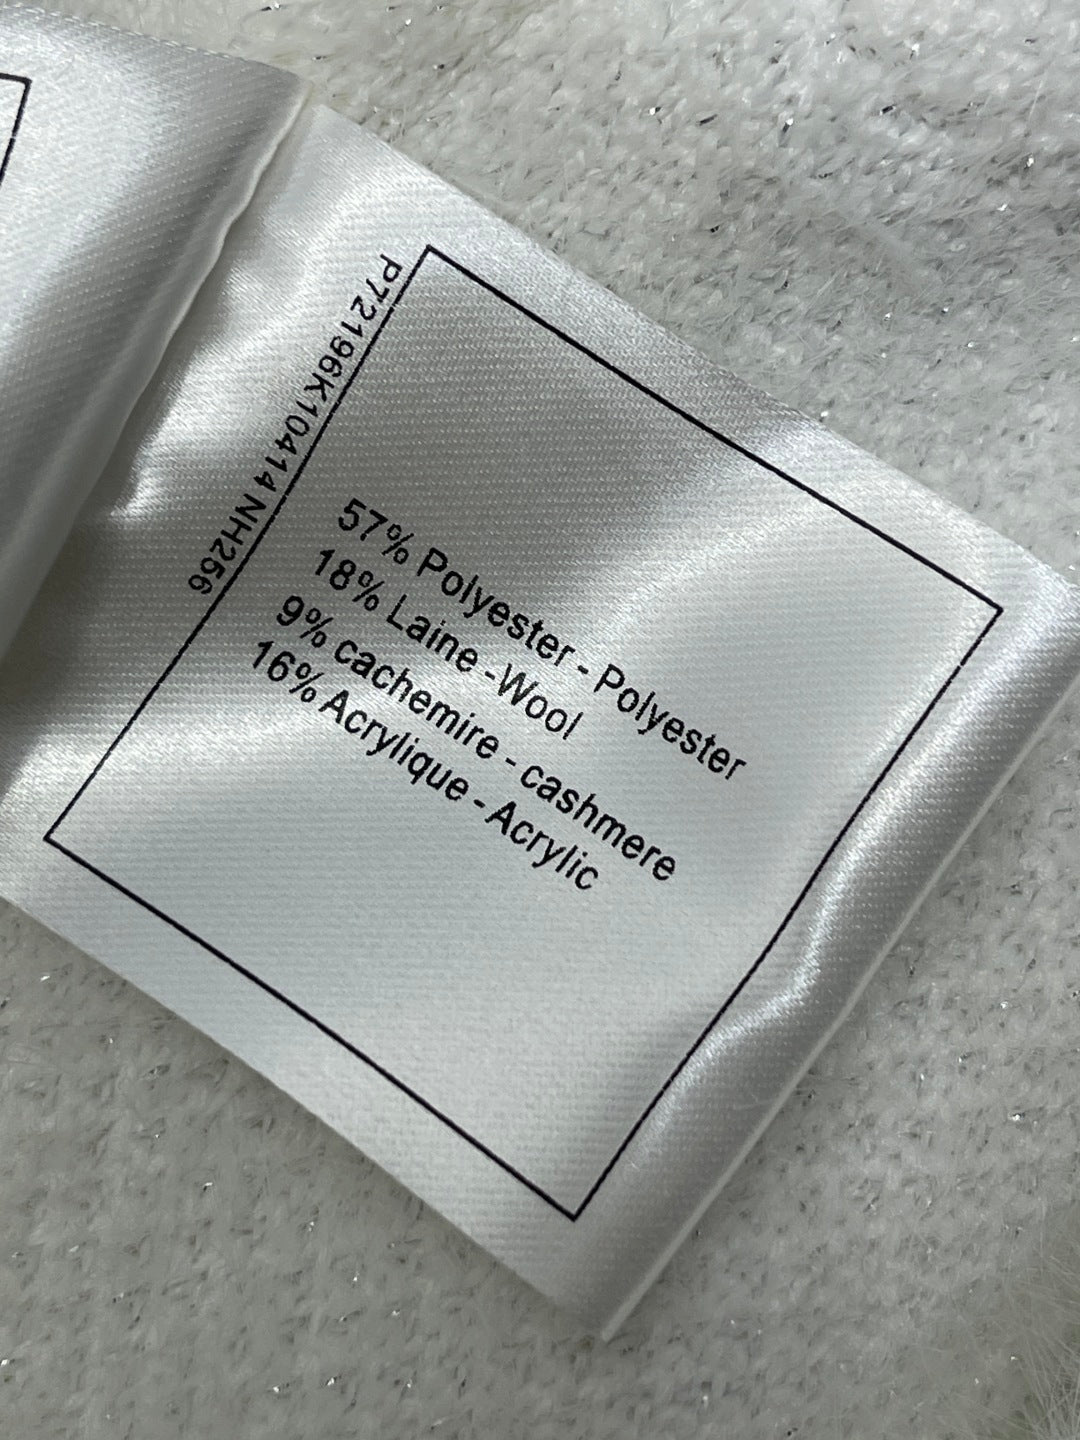 P72196K10414 NH256
57% Polyester - Polyester
18% Laine - Wool
9% cachemire - cashmere
16% Acrylique - Acrylic